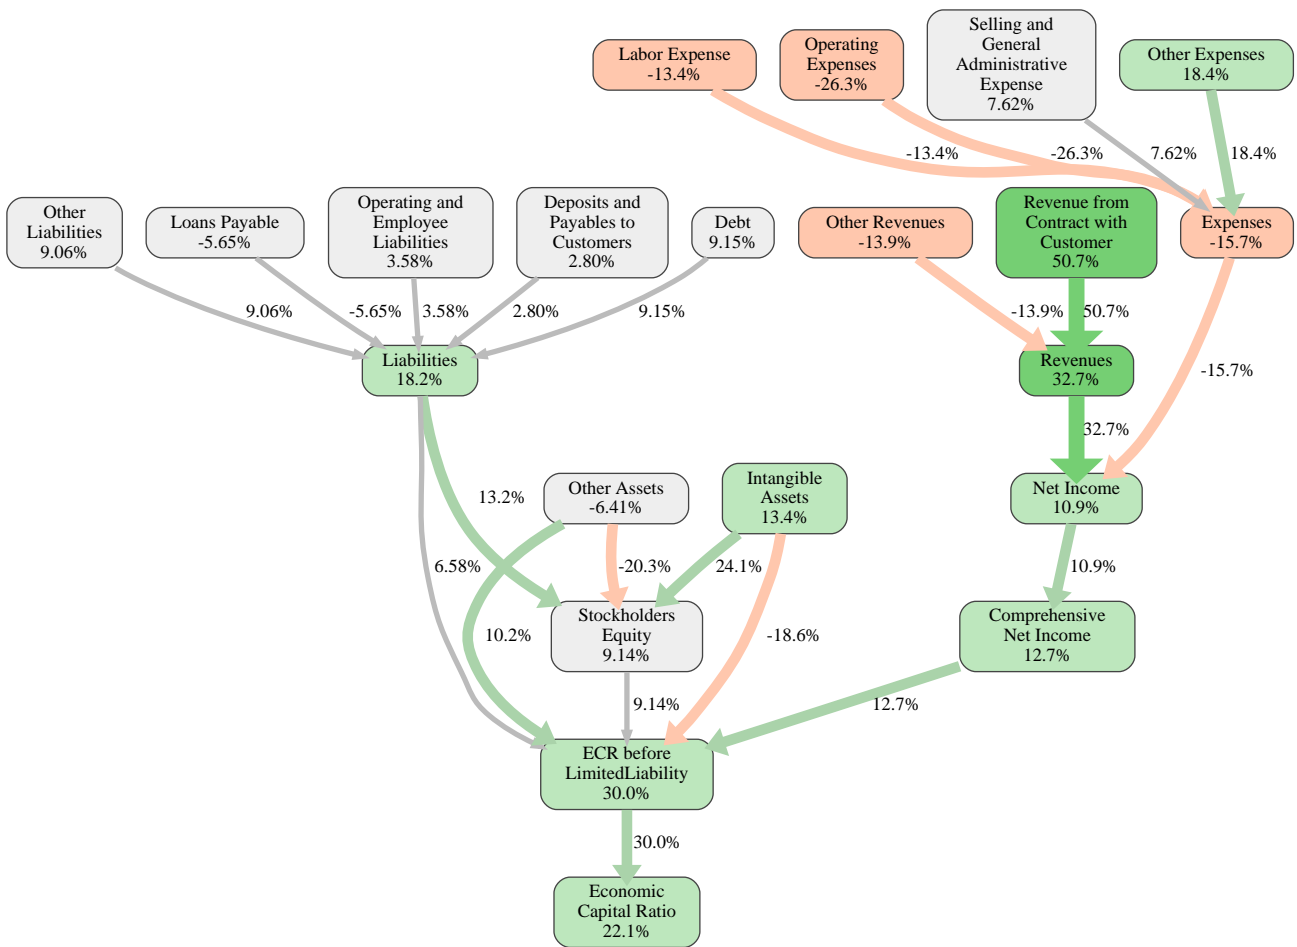 Labor Expense
-13.4%
Operating
Expenses
-26.3%
Selling and
General
Administrative
Expense
7.62%
Other Expenses
18.4%
-13.4%
-26.3%
7.62%
18.4%
Other
Liabilities
9.06%
Loans Payable
-5.65%
Operating and
Employee
Liabilities
3.58%
Deposits and
Payables to
Customers
2.80%
Debt
9.15%
Other Revenues
-13.9%
Revenue from
Contract with
Customer
50.7%
Expenses
-15.7%
9.06%
-5.65%
3.58%
2.80%
9.15%
-13.9%
50.7%
-15.7%
Liabilities
18.2%
Revenues
32.7%
32.7%
13.2%
Other Assets
-6.41%
Intangible
Assets
13.4%
Net Income
10.9%
6.58%
-20.3%
24.1%
10.9%
10.2%
Stockholders
Equity
9.14%
-18.6%
Comprehensive
Net Income
12.7%
9.14%
12.7%
ECR before
LimitedLiability
30.0%
30.0%
Economic
Capital Ratio
22.1%